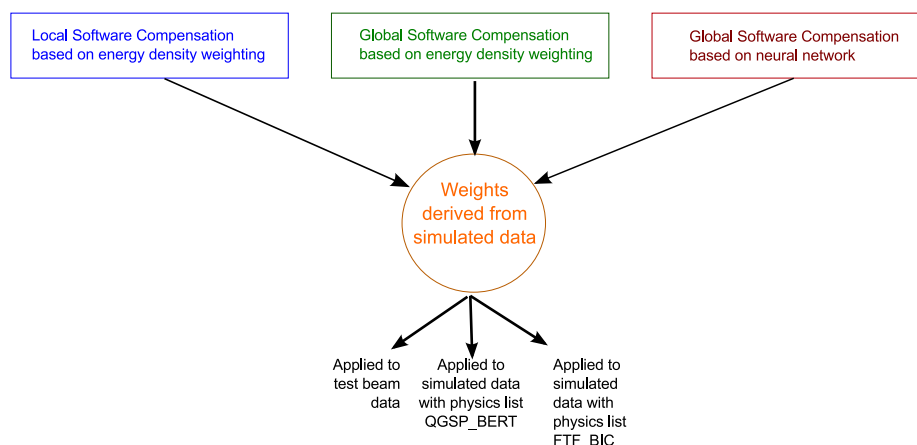 Local Software Compensation
based on energy density weighting
Global Software Compensation
based on energy density weighting
Global Software Compensation
based on neural network
Weights
derived from
simulated data
Applied to
test beam
data
Applied to
simulated data
with physics list
QGSP_BERT
Applied to
simulated
data with
physics list
FTF_BIC